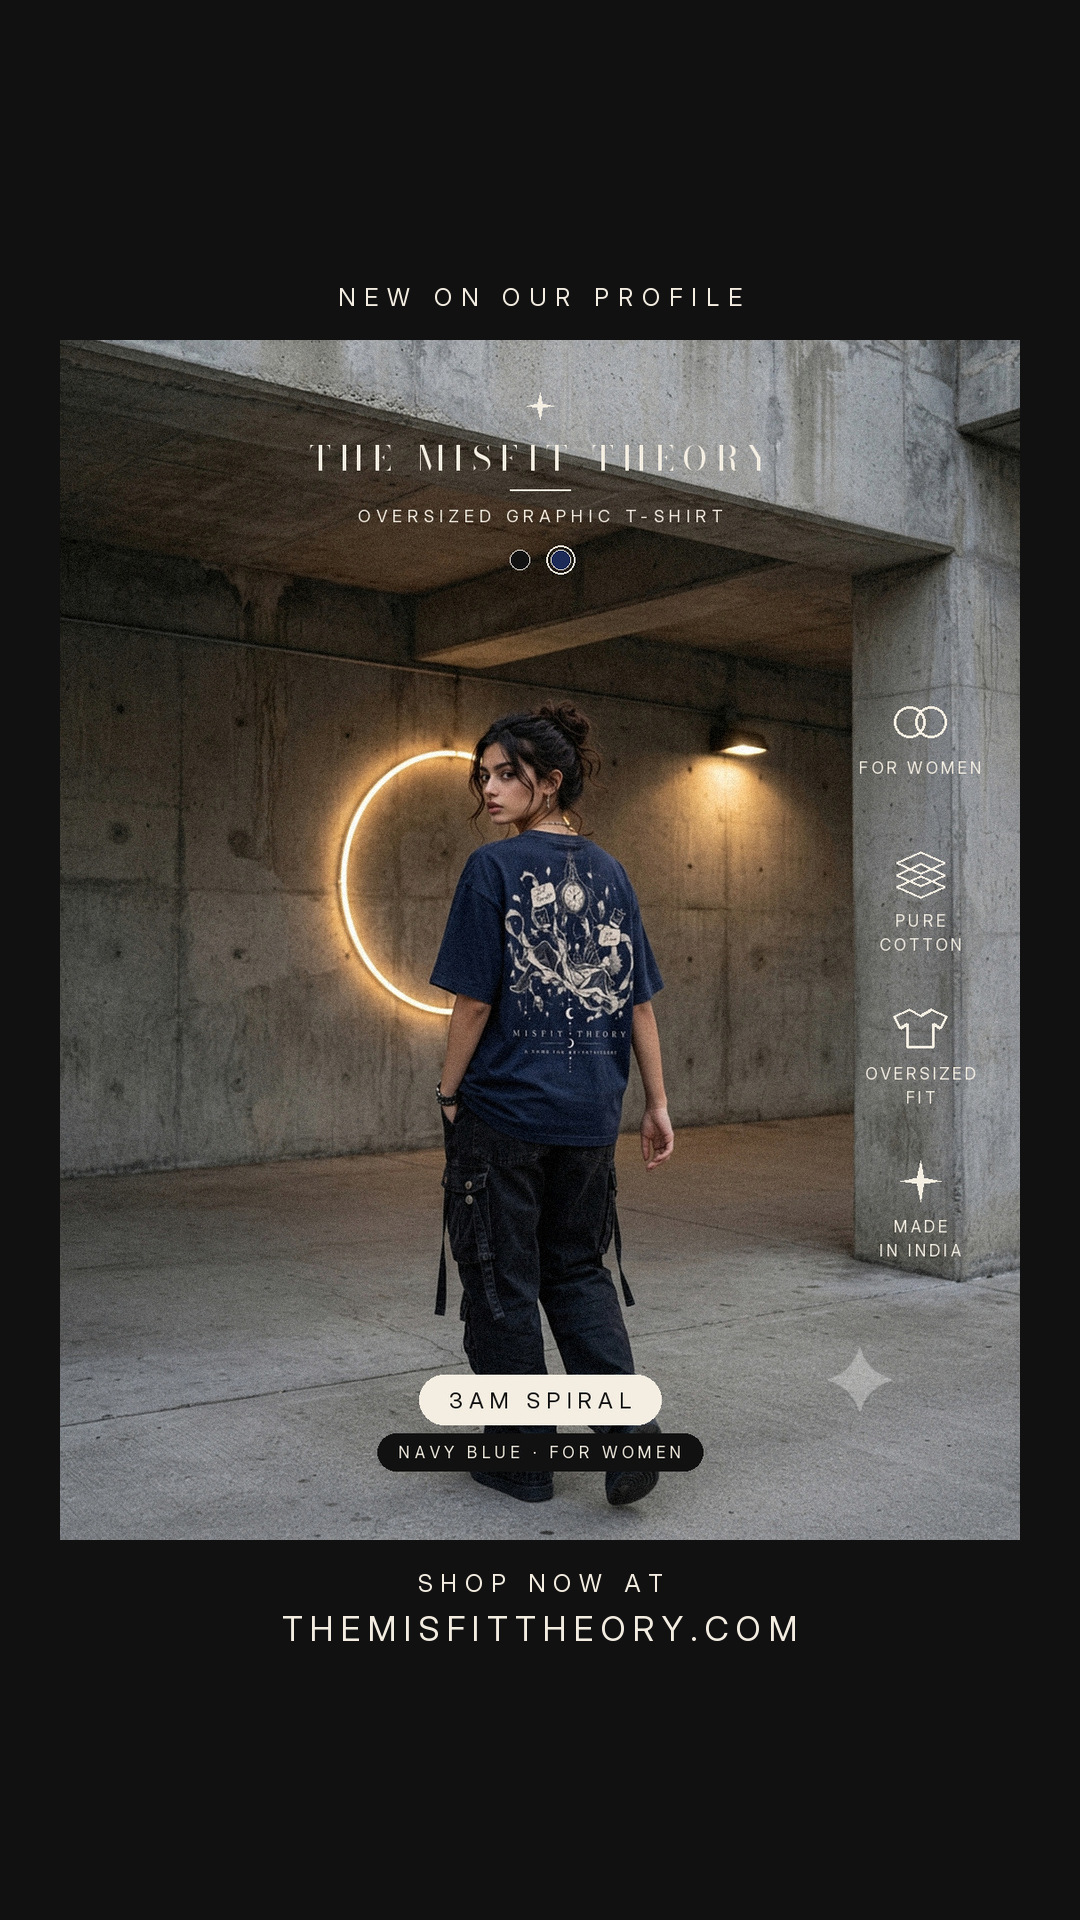 NEW ON OUR PROFILE
THE MISFIT THEORY
OVERSIZED GRAPHIC T-SHIRT
FOR WOMEN
PURE
COTTON
OVERSIZED
FIT
MADE
IN INDIA
MISFIT THEORY
3AM SPIRAL
NAVY BLUE · FOR WOMEN
SHOP NOW AT
THEMISFITTHEORY.COM